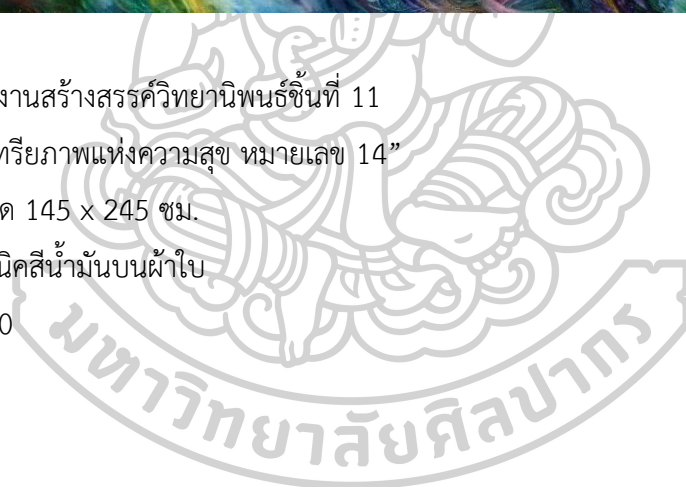 งานสร้างสรรค์วิทยานิพนธ์ชิ้นที่ 11
ทรียภาพแห่งความสุข หมายเลข 14”
ด 145 x 245 ซม.
นิคสีน้ำมันบนผ้าใบ
0
มหาวิทยาลัยศิลปากร